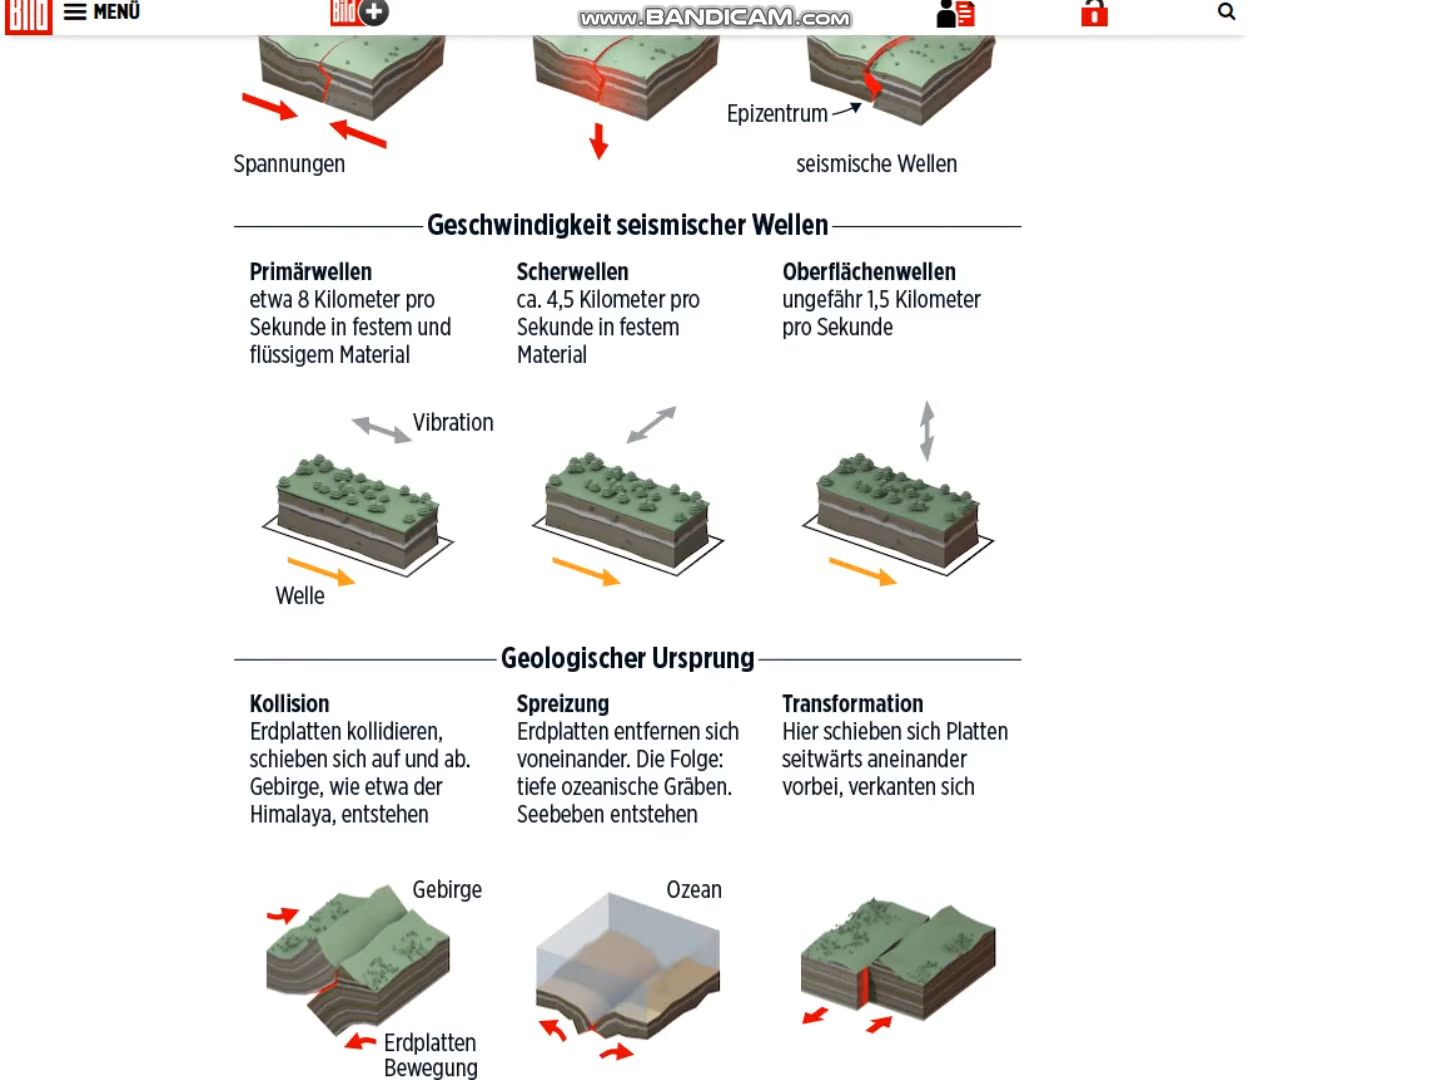 Bild
MENÜ
Bild
www.BANDICAM.com
Epizentrum
Spannungen
seismische Wellen
Geschwindigkeit seismischer Wellen
Primärwellen
etwa 8 Kilometer pro
Sekunde in festem und
flüssigem Material
Scherwellen
ca. 4,5 Kilometer pro
Sekunde in festem
Material
Oberflächenwellen
ungefähr 1,5 Kilometer
pro Sekunde
Vibration
Welle
Geologischer Ursprung
Kollision
Erdplatten kollidieren,
schieben sich auf und ab.
Gebirge, wie etwa der
Himalaya, entstehen
Spreizung
Erdplatten entfernen sich
voneinander. Die Folge:
tiefe ozeanische Gräben.
Seebeben entstehen
Transformation
Hier schieben sich Platten
seitwärts aneinander
vorbei, verkanten sich
Gebirge
Ozean
Erdplatten
Bewegung